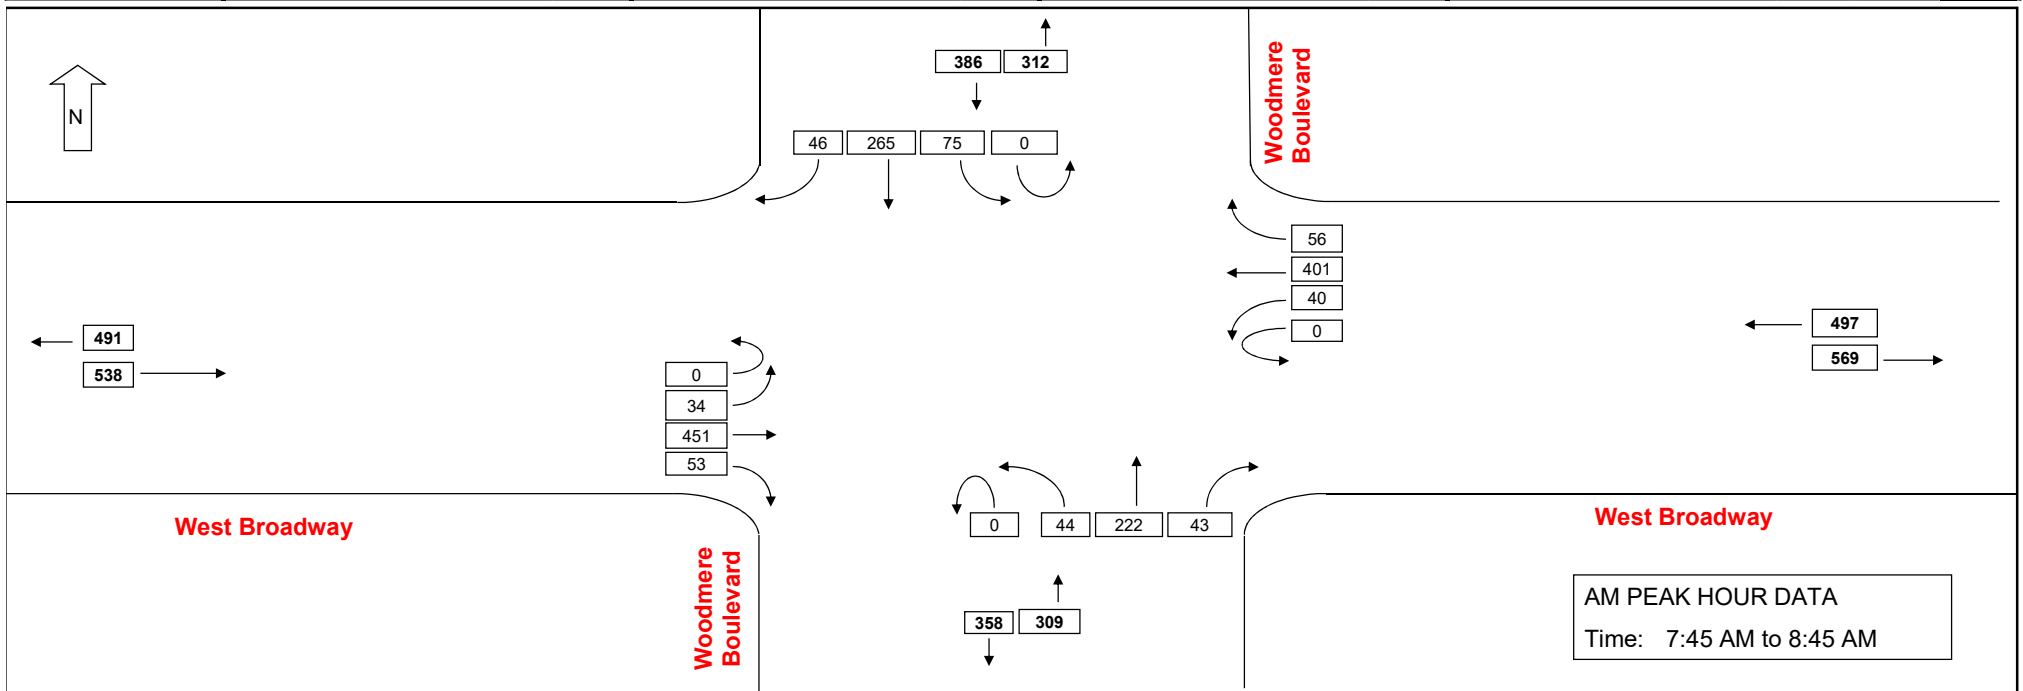 386 312
Woodmere
Boulevard
N
46 265 75 0
56
401
40
0
491
538
497
569
0
34
451
53
West Broadway
0 44 222 43
West Broadway
Woodmere
Boulevard
358 309
AM PEAK HOUR DATA
Time: 7:45 AM to 8:45 AM